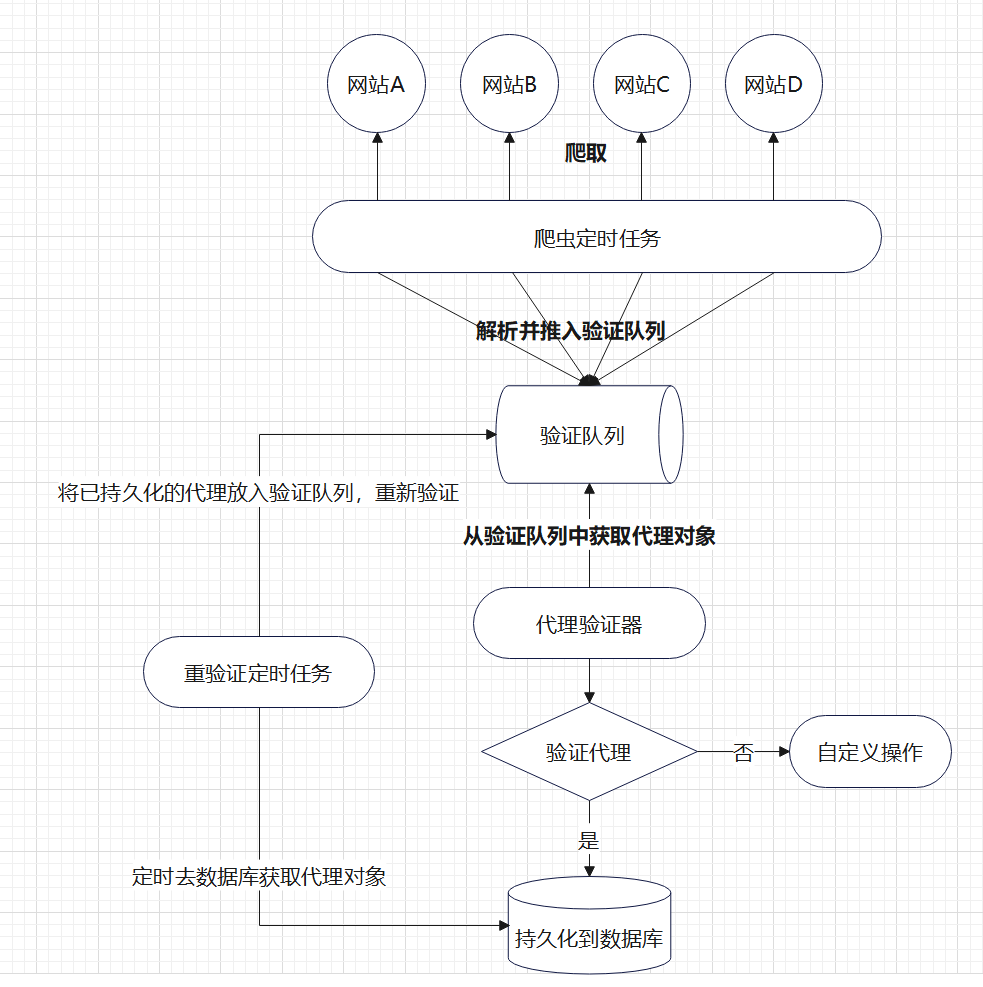 网站A
网站B
网站C
网站D
爬取
爬虫定时任务
解析并推入验证队列
验证队列
将已持久化的代理放入验证队列，重新验证
从验证队列中获取代理对象
代理验证器
重验证定时任务
验证代理
否
自定义操作
是
定时去数据库获取代理对象
持久化到数据库